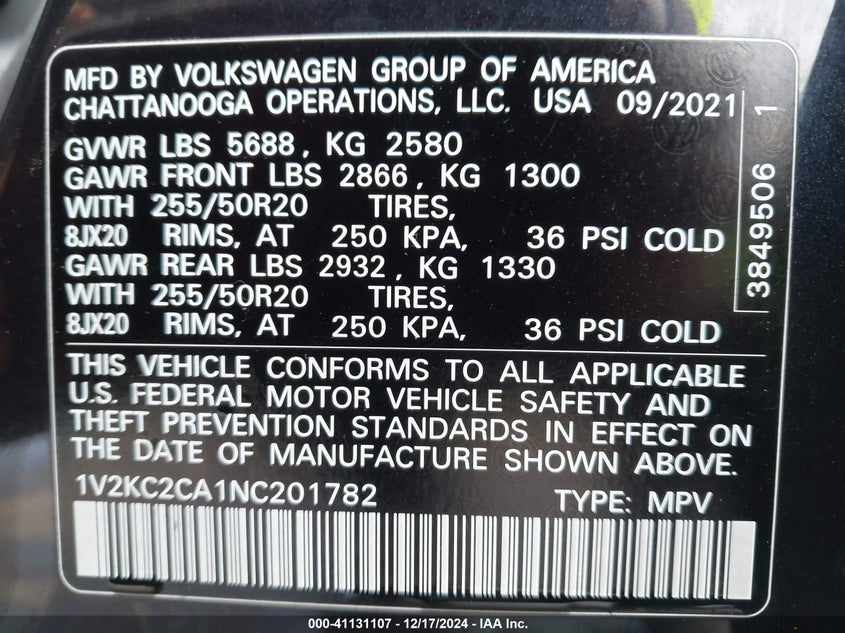 MFD BY VOLKSWAGEN GROUP OF AMERICA
CHATTANOOGA OPERATIONS, LLC. USA 09/2021
GVWR LBS 5688, KG 2580
GAWR FRONT LBS 2866, KG 1300
WITH 255/50R20 TIRES,
8JX20 RIMS, AT 250 KPA, 36 PSI COLD
GAWR REAR LBS 2932, KG 1330
WITH 255/50R20 TIRES,
8JX20 RIMS, AT 250 KPA, 36 PSI COLD
3849506 1
THIS VEHICLE CONFORMS TO ALL APPLICABLE
U.S. FEDERAL MOTOR VEHICLE SAFETY AND
THEFT PREVENTION STANDARDS IN EFFECT ON
THE DATE OF MANUFACTURE SHOWN ABOVE.
1V2KC2CA1NC201782 TYPE: MPV
000-41131107 - 12/17/2024 - IAA Inc.